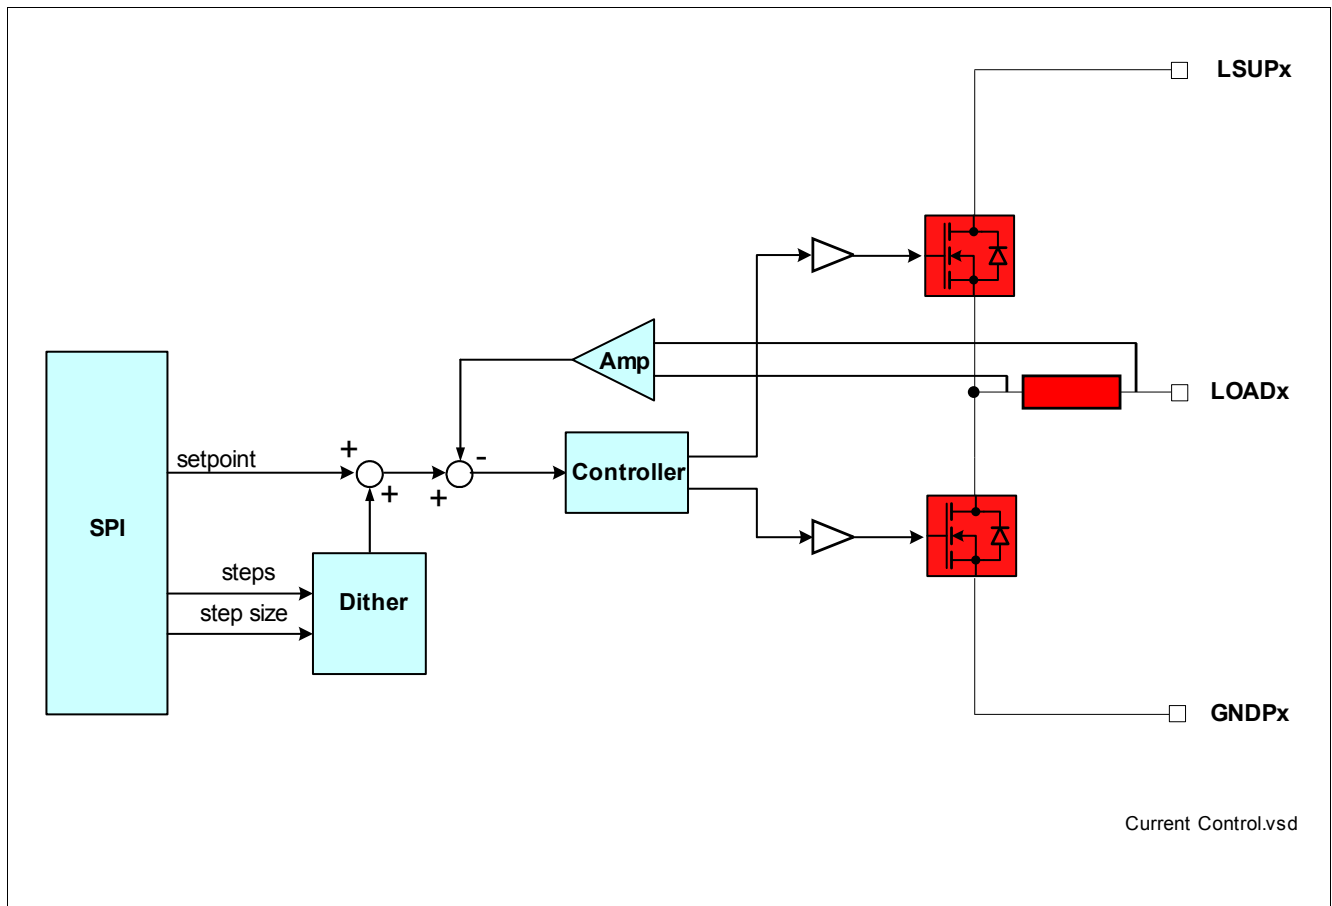 LSUPx
Amp
LOADx
+
setpoint
-
+
+
Controller
SPI
steps
Dither
step size
GNDPx
Current Control.vsd